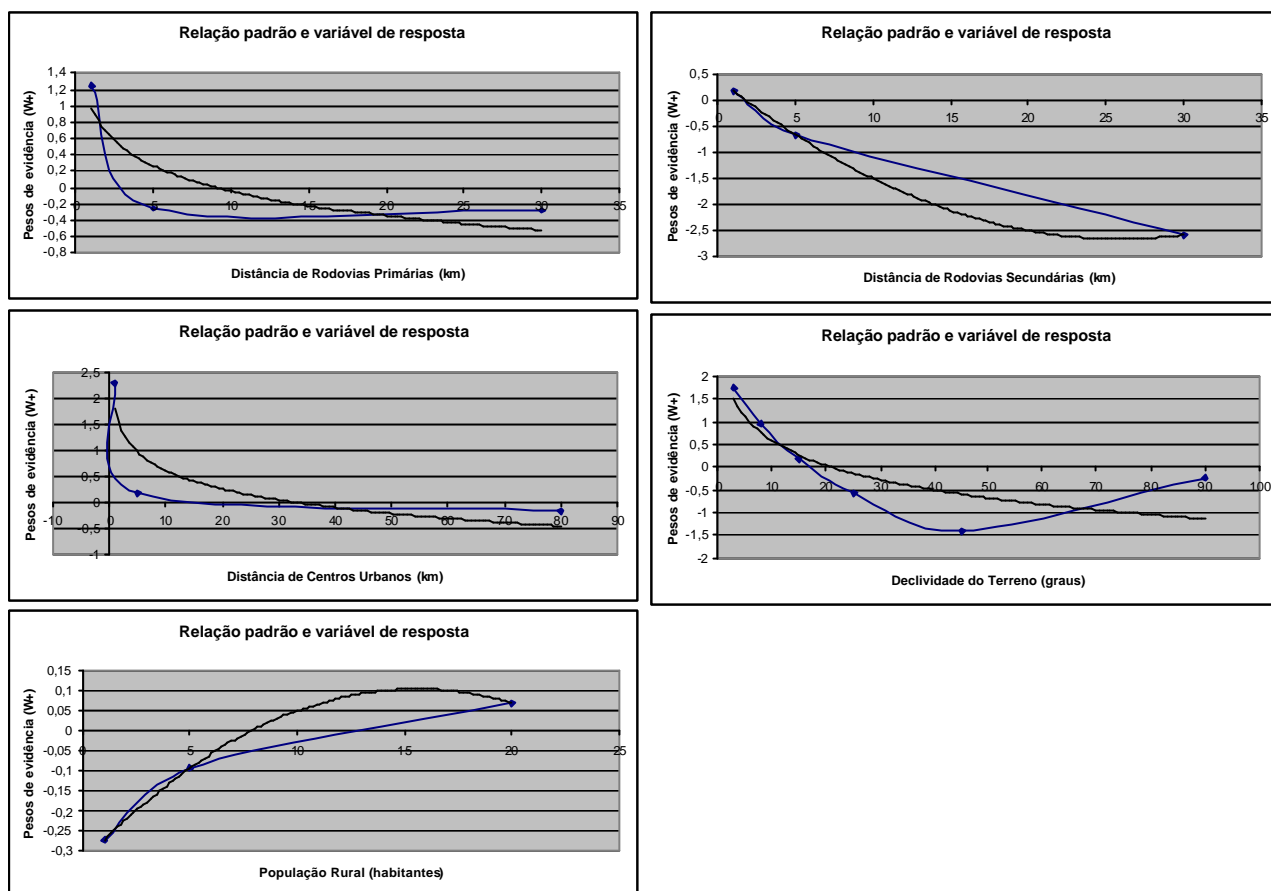 Relação padrão e variável de resposta
Pesos de evidência (W+)
1,4
1,2
1
0,8
0,6
0,4
0,2
0
-0,2
-0,4
-0,6
-0,8
0 5 10 15 20 25 30 35
Distância de Rodovias Primárias (km)
Relação padrão e variável de resposta
Pesos de evidência (W+)
0,5
0
-0,5
-1
-1,5
-2
-2,5
-3
0 5 10 15 20 25 30 35
Distância de Rodovias Secundárias (km)
Relação padrão e variável de resposta
Pesos de evidência (W+)
2,5
2
1,5
1
0,5
0
-0,5
-1
-10 0 10 20 30 40 50 60 70 80 90
Distância de Centros Urbanos (km)
Relação padrão e variável de resposta
Pesos de evidência (W+)
2
1,5
1
0,5
0
-0,5
-1
-1,5
-2
0 10 20 30 40 50 60 70 80 90 100
Declividade do Terreno (graus)
Relação padrão e variável de resposta
Pesos de evidência (W+)
0,15
0,1
0,05
0
-0,05
-0,1
-0,15
-0,2
-0,25
-0,3
0 5 10 15 20 25
População Rural (habitantes)